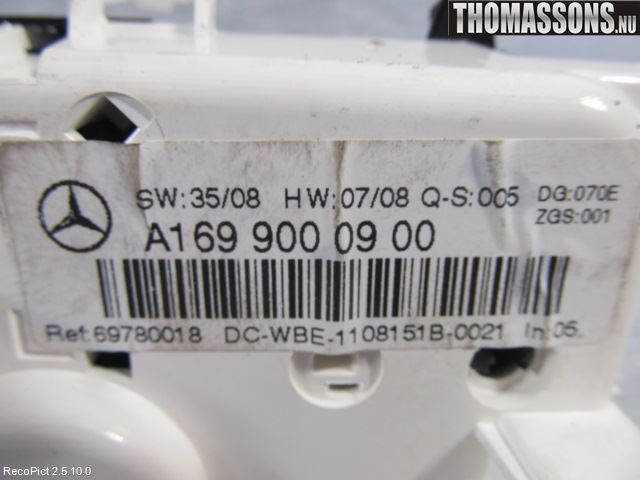 THOMASSONS.NU
SW:35/08 HW:07/08 Q-S:005 DG:070E
ZGS:001
A169 900 09 00
Ref:69780018 DC-WBE-1108151B-0021 In:05.
RecoPict 2.5.10.0